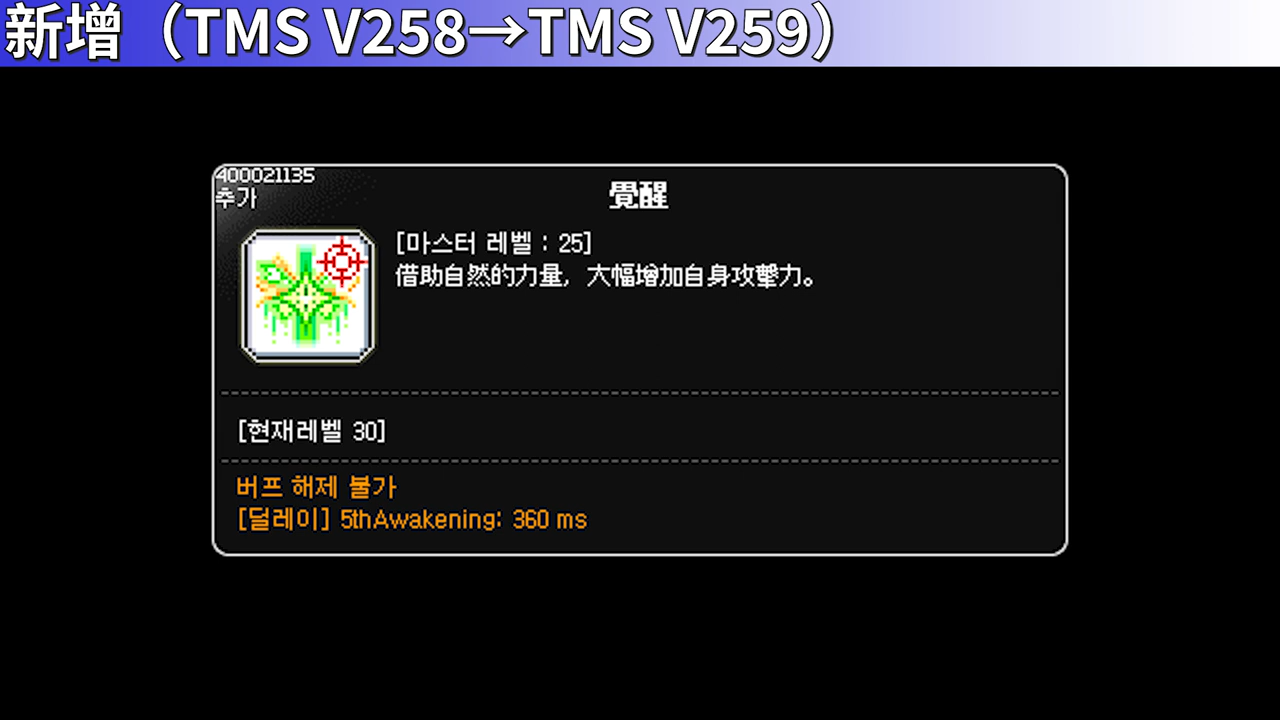 新增（TMS V258→TMS V259）
400021135
추가
覺醒
[마스터 레벨 : 25]
借助自然的力量, 大幅增加自身攻擊力。
[현재레벨 30]
버프 해제 불가
[딜레이] 5thAwakening: 360 ms